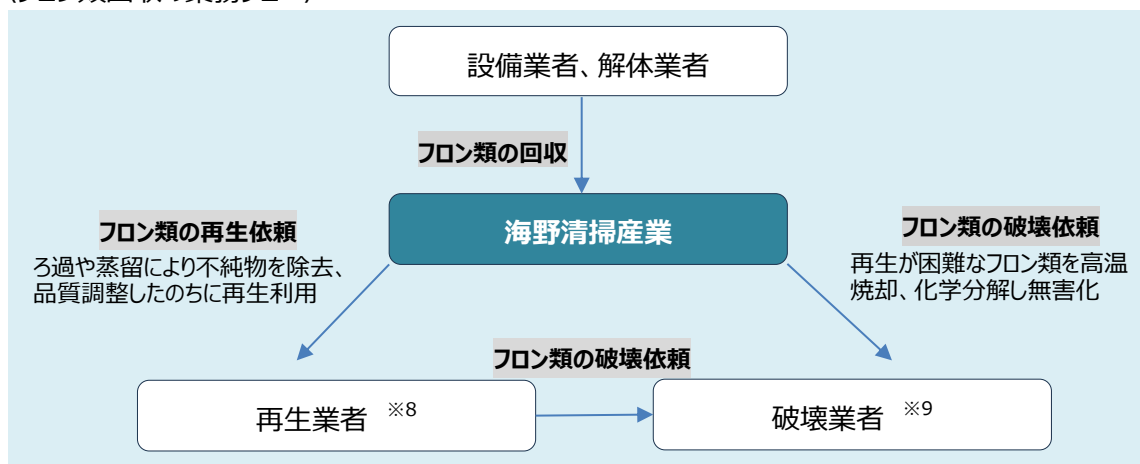 設備業者、解体業者
フロン類の回収
海野清掃産業
フロン類の再生依頼
ろ過や蒸留により不純物を除去、
品質調整したのちに再生利用
フロン類の破壊依頼
再生が困難なフロン類を高温
焼却、化学分解し無害化
フロン類の破壊依頼
再生業者 ※8
破壊業者 ※9